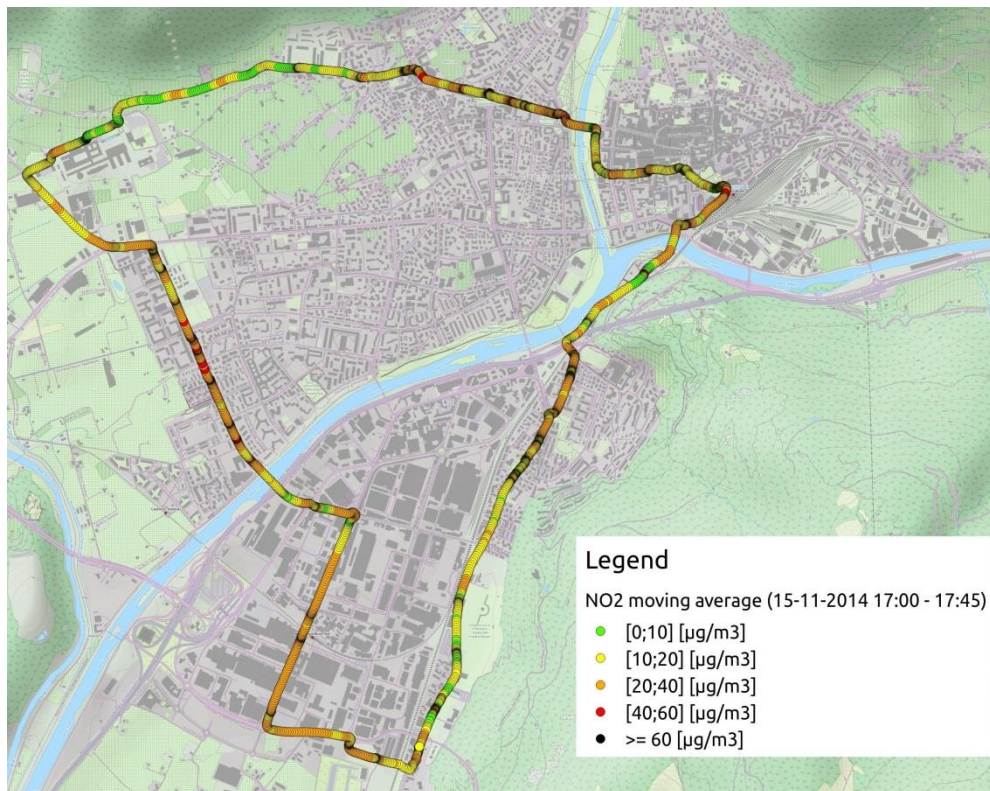 Legend
NO2 moving average (15-11-2014 17:00 - 17:45)
[0;10] [µg/m3]
[10;20] [µg/m3]
[20;40] [µg/m3]
[40;60] [µg/m3]
>= 60 [µg/m3]